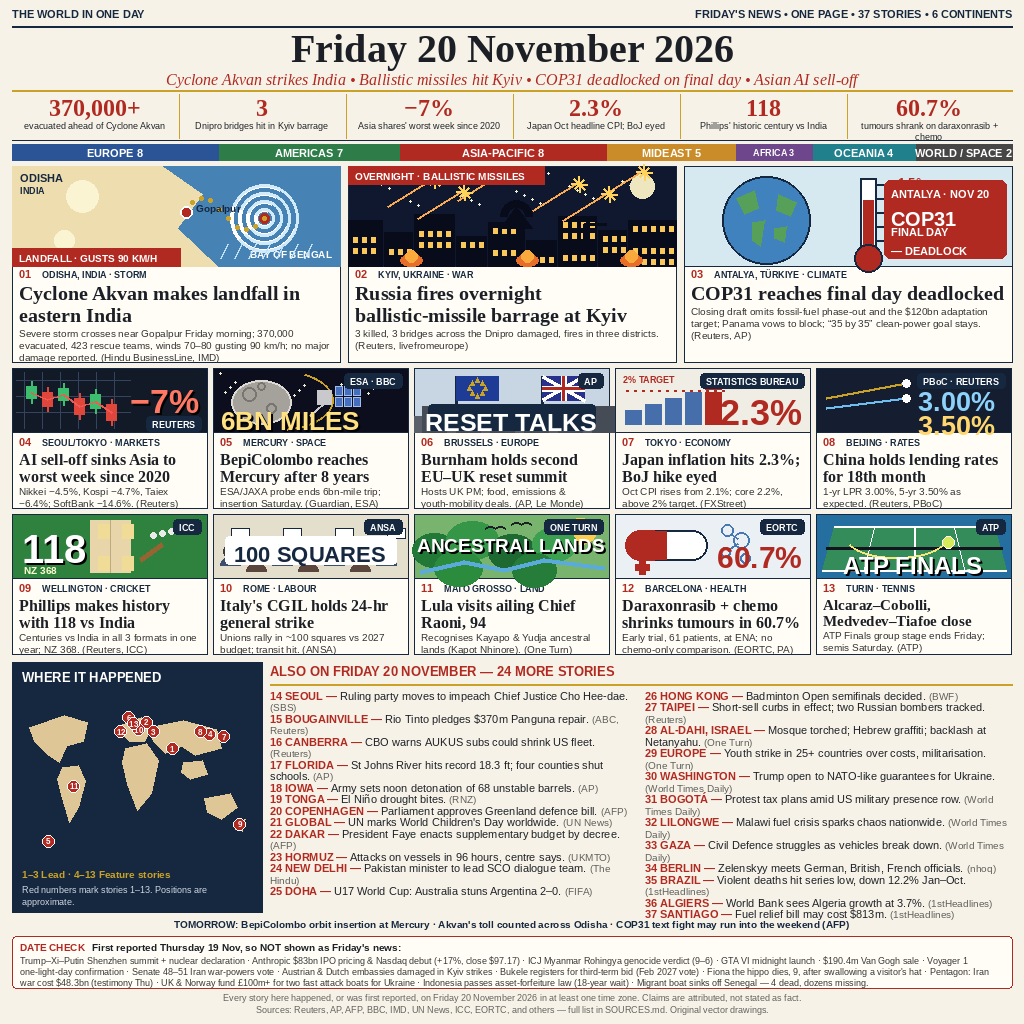 THE WORLD IN ONE DAY
FRIDAY'S NEWS • ONE PAGE • 37 STORIES • 6 CONTINENTS
Friday 20 November 2026
Cyclone Akvan strikes India • Ballistic missiles hit Kyiv • COP31 deadlocked on final day • Asian AI sell-off
370,000+
evacuated ahead of Cyclone Akvan
3
Dnipro bridges hit in Kyiv barrage
−7%
Asia shares' worst week since 2020
2.3%
Japan Oct headline CPI; BoJ eyed
118
Phillips' historic century vs India
60.7%
tumours shrank on daraxonrasib +
chemo
EUROPE 8
AMERICAS 7
ASIA-PACIFIC 8
MIDEAST 5
AFRICA 3
OCEANIA 4
WORLD / SPACE 2
ODISHA
INDIA
Gopalpur
BAY OF BENGAL
LANDFALL · GUSTS 90 KM/H
01 ODISHA, INDIA · STORM
Cyclone Akvan makes landfall in
eastern India
Severe storm crosses near Gopalpur Friday morning; 370,000
evacuated, 423 rescue teams, winds 70–80 gusting 90 km/h; no major
damage reported. (Hindu BusinessLine, IMD)
OVERNIGHT · BALLISTIC MISSILES
02 KYIV, UKRAINE · WAR
Russia fires overnight
ballistic-missile barrage at Kyiv
3 killed, 3 bridges across the Dnipro damaged, fires in three districts.
(Reuters, livefromeurope)
ANTALYA · NOV 20
COP31
FINAL DAY
— DEADLOCK
03 ANTALYA, TÜRKIYE · CLIMATE
COP31 reaches final day deadlocked
Closing draft omits fossil-fuel phase-out and the $120bn adaptation
target; Panama vows to block; “35 by 35” clean-power goal stays.
(Reuters, AP)
−7%
REUTERS
04 SEOUL/TOKYO · MARKETS
AI sell-off sinks Asia to
worst week since 2020
Nikkei −4.5%, Kospi −4.7%, Taiex
−6.4%; SoftBank −14.6%. (Reuters)
ESA · BBC
6BN MILES
05 MERCURY · SPACE
BepiColombo reaches
Mercury after 8 years
ESA/JAXA probe ends 6bn-mile trip;
insertion Saturday. (Guardian, ESA)
AP
RESET TALKS
06 BRUSSELS · EUROPE
Burnham holds second
EU–UK reset summit
Hosts UK PM; food, emissions &
youth-mobility deals. (AP, Le Monde)
2% TARGET
STATISTICS BUREAU
2.3%
07 TOKYO · ECONOMY
Japan inflation hits 2.3%;
BoJ hike eyed
Oct CPI rises from 2.1%; core 2.2%,
above 2% target. (FXStreet)
PBoC · REUTERS
3.00%
3.50%
08 BEIJING · RATES
China holds lending rates
for 18th month
1-yr LPR 3.00%, 5-yr 3.50% as
expected. (Reuters, PBoC)
ICC
118
NZ 368
09 WELLINGTON · CRICKET
Phillips makes history
with 118 vs India
Centuries vs India in all 3 formats in one
year; NZ 368. (Reuters, ICC)
ANSA
100 SQUARES
10 ROME · LABOUR
Italy's CGIL holds 24-hr
general strike
Unions rally in ~100 squares vs 2027
budget; transit hit. (ANSA)
ONE TURN
ANCESTRAL LANDS
11 MATO GROSSO · LAND
Lula visits ailing Chief
Raoni, 94
Recognises Kayapo & Yudja ancestral
lands (Kapot Nhinore). (One Turn)
EORTC
60.7%
12 BARCELONA · HEALTH
Daraxonrasib + chemo
shrinks tumours in 60.7%
Early trial, 61 patients, at ENA; no
chemo-only comparison. (EORTC, PA)
ATP
ATP FINALS
13 TURIN · TENNIS
Alcaraz–Cobolli,
Medvedev–Tiafoe close
ATP Finals group stage ends Friday;
semis Saturday. (ATP)
WHERE IT HAPPENED
12
13
2
3
1
8
4
7
11
5
9
1–3 Lead · 4–13 Feature stories
Red numbers mark stories 1–13. Positions are
approximate.
ALSO ON FRIDAY 20 NOVEMBER — 24 MORE STORIES
14 SEOUL — Ruling party moves to impeach Chief Justice Cho Hee-dae.
(SBS)
15 BOUGAINVILLE — Rio Tinto pledges $370m Panguna repair. (ABC,
Reuters)
16 CANBERRA — CBO warns AUKUS subs could shrink US fleet.
(Reuters)
17 FLORIDA — St Johns River hits record 18.3 ft; four counties shut
schools. (AP)
18 IOWA — Army sets noon detonation of 68 unstable barrels. (AP)
19 TONGA — El Niño drought bites. (RNZ)
20 COPENHAGEN — Parliament approves Greenland defence bill. (AFP)
21 GLOBAL — UN marks World Children's Day worldwide. (UN News)
22 DAKAR — President Faye enacts supplementary budget by decree.
(AFP)
23 HORMUZ — Attacks on vessels in 96 hours, centre says. (UKMTO)
24 NEW DELHI — Pakistan minister to lead SCO dialogue team. (The
Hindu)
25 DOHA — U17 World Cup: Australia stuns Argentina 2–0. (FIFA)
26 HONG KONG — Badminton Open semifinals decided. (BWF)
27 TAIPEI — Short-sell curbs in effect; two Russian bombers tracked.
(Reuters)
28 AL-DAHI, ISRAEL — Mosque torched; Hebrew graffiti; backlash at
Netanyahu. (One Turn)
29 EUROPE — Youth strike in 25+ countries over costs, militarisation.
(One Turn)
30 WASHINGTON — Trump open to NATO-like guarantees for Ukraine.
(World Times Daily)
31 BOGOTÁ — Protest tax plans amid US military presence row. (World
Times Daily)
32 LILONGWE — Malawi fuel crisis sparks chaos nationwide. (World Times
Daily)
33 GAZA — Civil Defence struggles as vehicles break down. (World Times
Daily)
34 BERLIN — Zelenskyy meets German, British, French officials. (nhoq)
35 BRAZIL — Violent deaths hit series low, down 12.2% Jan–Oct.
(1stHeadlines)
36 ALGIERS — World Bank sees Algeria growth at 3.7%. (1stHeadlines)
37 SANTIAGO — Fuel relief bill may cost $813m. (1stHeadlines)
TOMORROW: BepiColombo orbit insertion at Mercury · Akvan's toll counted across Odisha · COP31 text fight may run into the weekend (AFP)
DATE CHECK First reported Thursday 19 Nov, so NOT shown as Friday's news:
Trump–Xi–Putin Shenzhen summit + nuclear declaration · Anthropic $83bn IPO pricing & Nasdaq debut (+17%, close $97.17) · ICJ Myanmar Rohingya genocide verdict (9–6) · GTA VI midnight launch · $190.4m Van Gogh sale · Voyager 1
one-light-day confirmation · Senate 48–51 Iran war-powers vote · Austrian & Dutch embassies damaged in Kyiv strikes · Bukele registers for third-term bid (Feb 2027 vote) · Fiona the hippo dies, 9, after swallowing a visitor's hat · Pentagon: Iran
war cost $48.3bn (testimony Thu) · UK & Norway fund £100m+ for two fast attack boats for Ukraine · Indonesia passes asset-forfeiture law (18-year wait) · Migrant boat sinks off Senegal — 4 dead, dozens missing.
Every story here happened, or was first reported, on Friday 20 November 2026 in at least one time zone. Claims are attributed, not stated as fact.
Sources: Reuters, AP, AFP, BBC, IMD, UN News, ICC, EORTC, and others — full list in SOURCES.md. Original vector drawings.